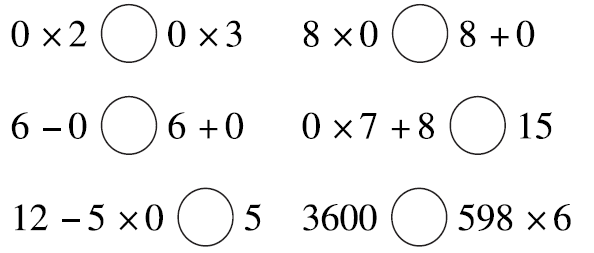 0 × 2 ◯ 0 × 3 8 × 0 ◯ 8 + 0
6 − 0 ◯ 6 + 0 0 × 7 + 8 ◯ 15
12 − 5 × 0 ◯ 5 3600 ◯ 598 × 6